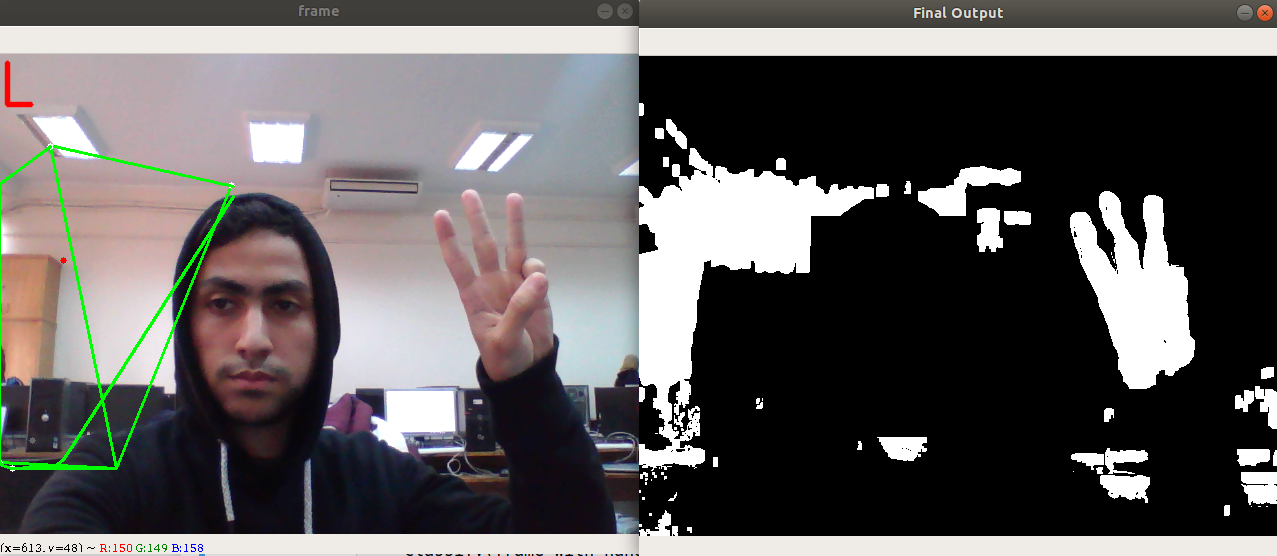 frame
Final Output
L
(x=613, y=48) ~ R:150 G:149 B:158